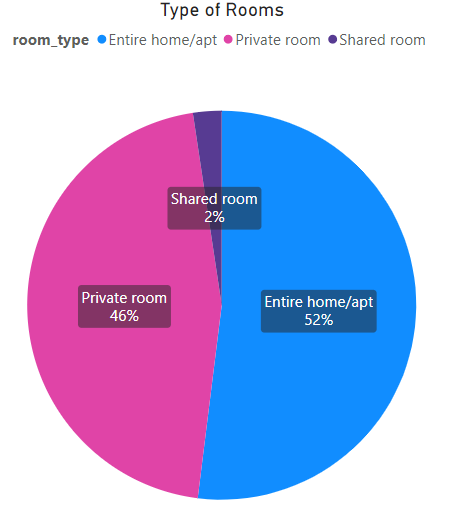 Type of Rooms
room_type Entire home/apt Private room Shared room
Shared room
2%
Private room
46%
Entire home/apt
52%